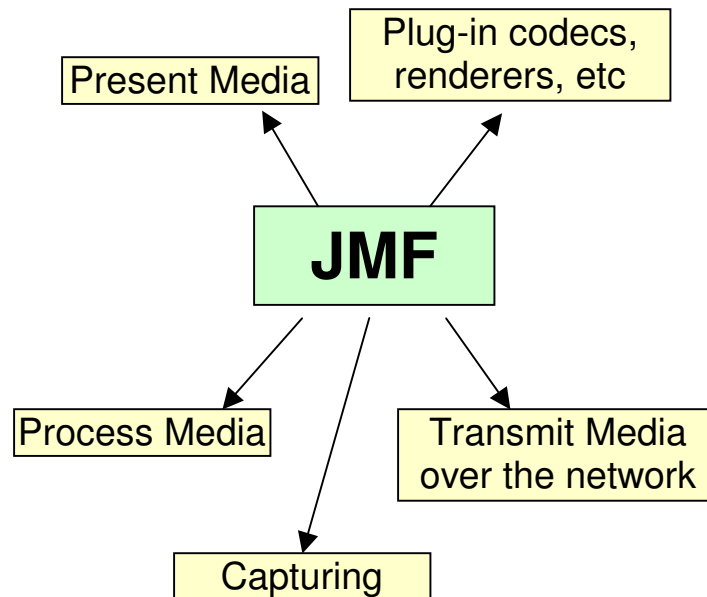 Present Media
Plug-in codecs,
renderers, etc
JMF
Process Media
Transmit Media
over the network
Capturing